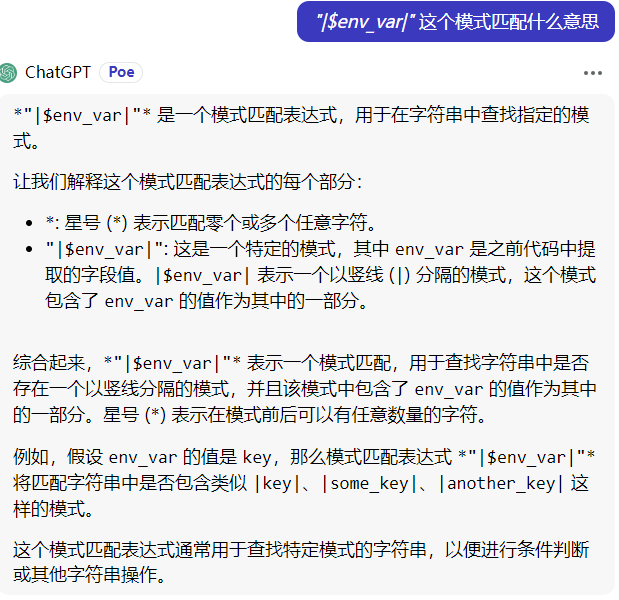 "|$env_var|" 这个模式匹配什么意思
ChatGPT Poe
*"|$env_var|"* 是一个模式匹配表达式，用于在字符串中查找指定的模
式。
让我们解释这个模式匹配表达式的每个部分：
• *: 星号 (*) 表示匹配零个或多个任意字符。
• "|$env_var|": 这是一个特定的模式，其中 env_var 是之前代码中提
取的字段值。|$env_var| 表示一个以竖线 (|) 分隔的模式，这个模式
包含了 env_var 的值作为其中的一部分。
综合起来，*"|$env_var|"* 表示一个模式匹配，用于查找字符串中是否
存在一个以竖线分隔的模式，并且该模式中包含了 env_var 的值作为其中
的一部分。星号 (*) 表示在模式前后可以有任意数量的字符。
例如，假设 env_var 的值是 key，那么模式匹配表达式 *"|$env_var|"*
将匹配字符串中是否包含类似 |key|、|some_key|、|another_key| 这
样的模式。
这个模式匹配表达式通常用于查找特定模式的字符串，以便进行条件判断
或其他字符串操作。